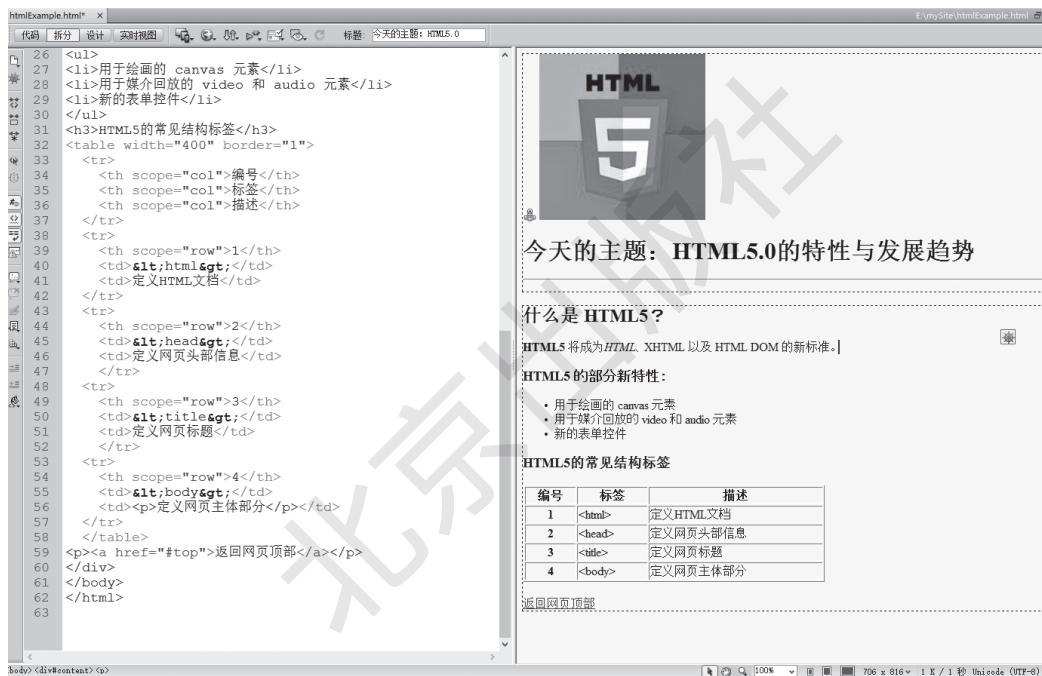 htmlExample.html* ×
E:\mySite\htmlExample.html
代码 拆分 设计 实时视图 标题: 今天的主题: HTML5.0
26 <ul>
27 <li>用于绘画的 canvas 元素</li>
28 <li>用于媒介回放的 video 和 audio 元素</li>
29 <li>新的表单控件</li>
30 </ul>
31 <h3>HTML5的常见结构标签</h3>
32 <table width="400" border="1">
33 <tr>
34 <th scope="col">编号</th>
35 <th scope="col">标签</th>
36 <th scope="col">描述</th>
37 </tr>
38 <tr>
39 <th scope="row">1</th>
40 <td>&lt;html&gt;</td>
41 <td>定义HTML文档</td>
42 </tr>
43 <tr>
44 <th scope="row">2</th>
45 <td>&lt;head&gt;</td>
46 <td>定义网页头部信息</td>
47 </tr>
48 <tr>
49 <th scope="row">3</th>
50 <td>&lt;title&gt;</td>
51 <td>定义网页标题</td>
52 </tr>
53 <tr>
54 <th scope="row">4</th>
55 <td>&lt;body&gt;</td>
56 <td><p>定义网页主体部分</p></td>
57 </tr>
58 </table>
59 <p><a href="#top">返回网页顶部</a></p>
60 </div>
61 </body>
62 </html>
63
HTML
5
今天的主题：HTML5.0的特性与发展趋势
什么是 HTML5？
HTML5 将成为HTML、XHTML 以及 HTML DOM 的新标准。
HTML5 的部分新特性：
• 用于绘画的 canvas 元素
• 用于媒介回放的 video 和 audio 元素
• 新的表单控件
HTML5的常见结构标签
编号 标签 描述
1 <html> 定义HTML文档
2 <head> 定义网页头部信息
3 <title> 定义网页标题
4 <body> 定义网页主体部分
返回网页顶部
北京出版社
<body> <div#content> <p>
100% 706 x 816 1 K / 1 秒 Unicode (UTF-8)